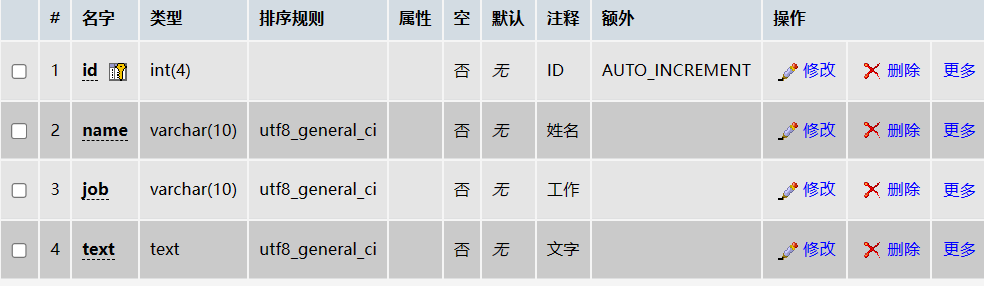 # 名字 类型 排序规则 属性 空 默认 注释 额外 操作
1 id int(4) 否 无 ID AUTO_INCREMENT 修改 删除 更多
2 name varchar(10) utf8_general_ci 否 无 姓名 修改 删除 更多
3 job varchar(10) utf8_general_ci 否 无 工作 修改 删除 更多
4 text text utf8_general_ci 否 无 文字 修改 删除 更多